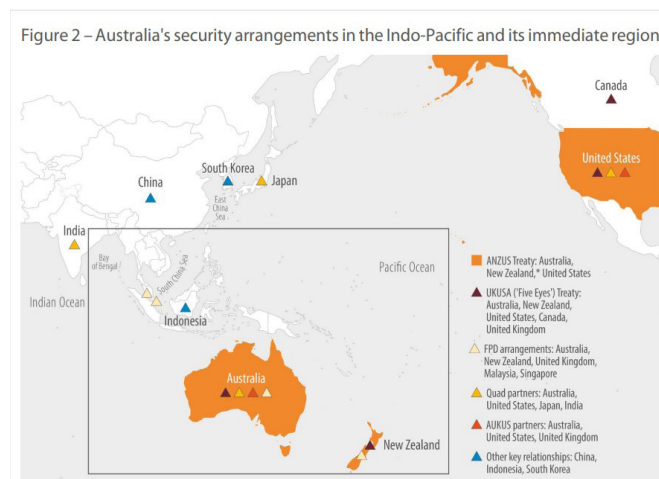 Figure 2 – Australia's security arrangements in the Indo-Pacific and its immediate region
Canada
United States
South Korea
Japan
China
East
China
Sea
India
Bay
of Bengal
South China Sea
Pacific Ocean
Indian Ocean
Indonesia
Australia
New Zealand
ANZUS Treaty: Australia,
New Zealand,* United States
UKUSA ('Five Eyes') Treaty:
Australia, New Zealand,
United States, Canada,
United Kingdom
FPD arrangements: Australia,
New Zealand, United Kingdom,
Malaysia, Singapore
Quad partners: Australia,
United States, Japan, India
AUKUS partners: Australia,
United States, United Kingdom
Other key relationships: China,
Indonesia, South Korea